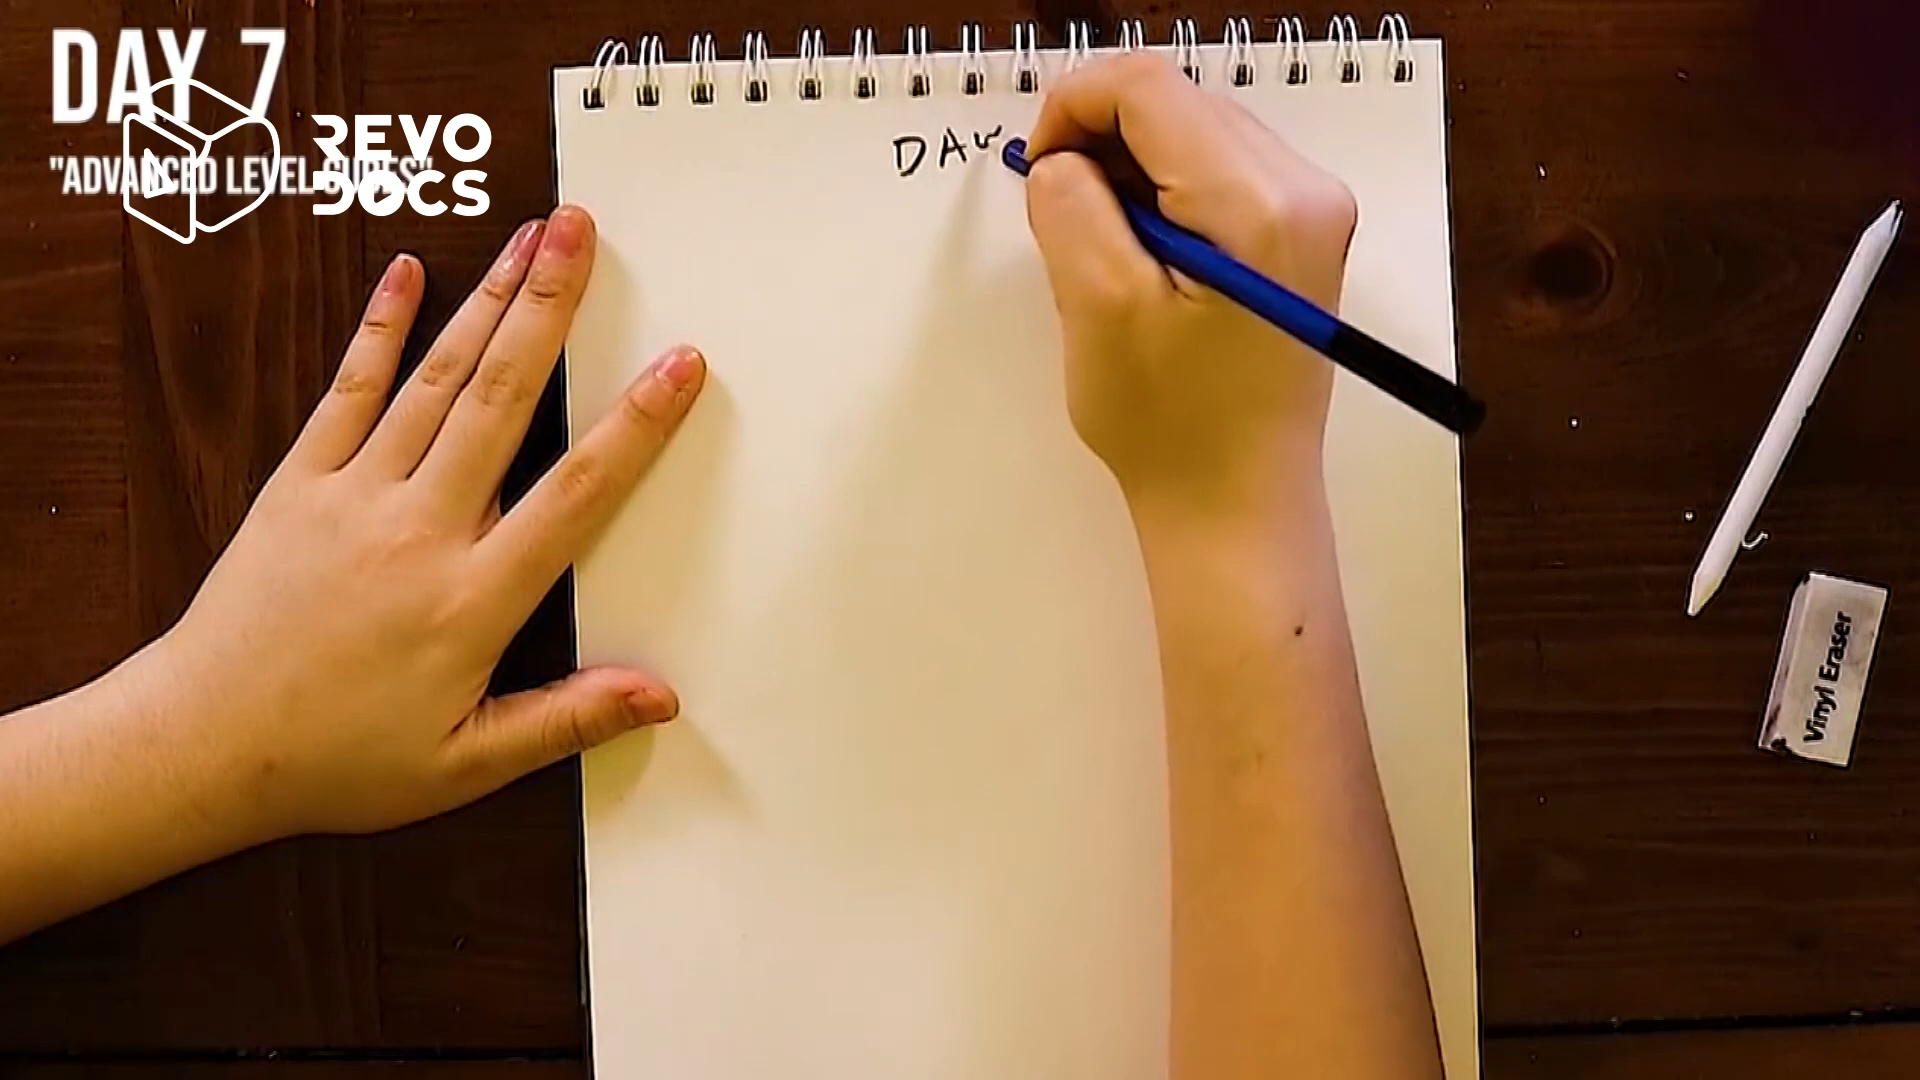 DAY 7
"ADVANCED LEVEL CUBES"
REVO
DOCS
DAY
Vinyl Eraser